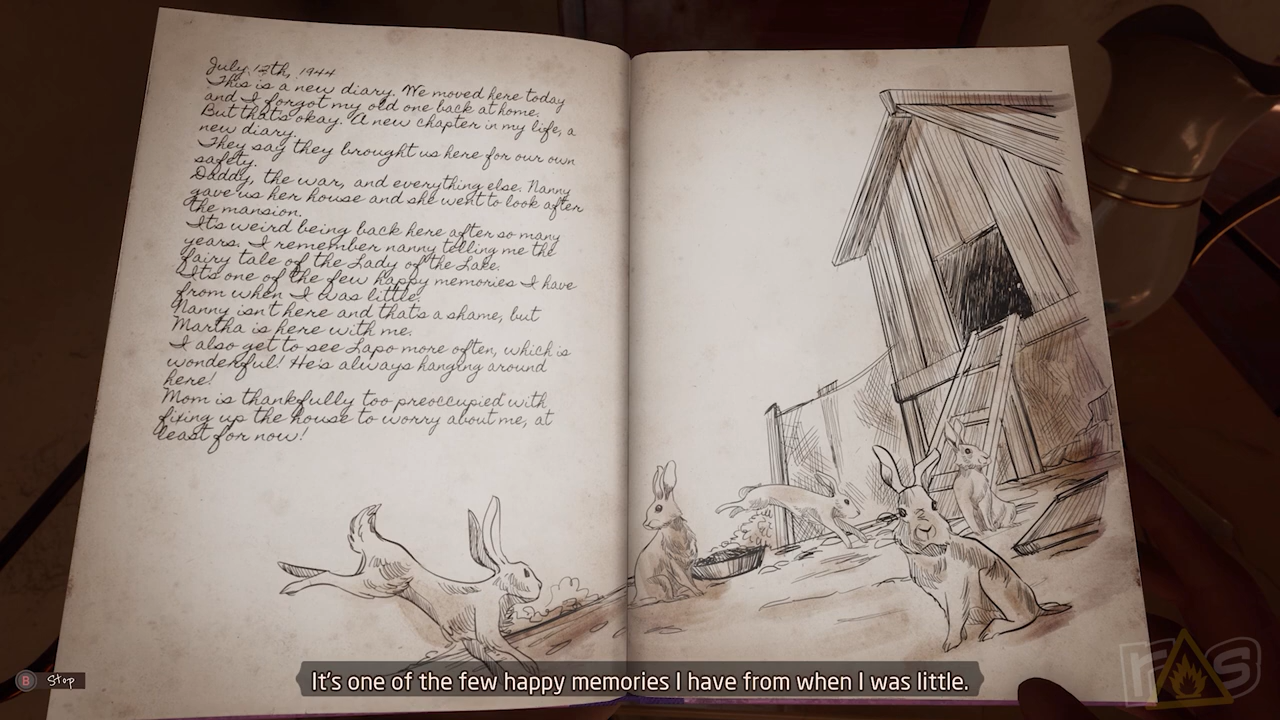 July 13th, 1944
This is a new diary. We moved here today
and I forgot my old one back at home.
But that's okay. A new chapter in my life, a
new diary.
They say they brought us here for our own
safety.
Daddy, the war, and everything else. Nanny
gave us her house and she went to look after
the mansion.
It's weird being back here after so many
years. I remember nanny telling me the
fairy tale of the Lady of the Lake.
It's one of the few happy memories I have
from when I was little.
Nanny isn't here and that's a shame, but
Martha is here with me.
I also get to see Lapo more often, which is
wonderful! He's always hanging around
here!
Mom is thankfully too preoccupied with
fixing up the house to worry about me, at
least for now!
B Stop
It's one of the few happy memories I have from when I was little.
ras